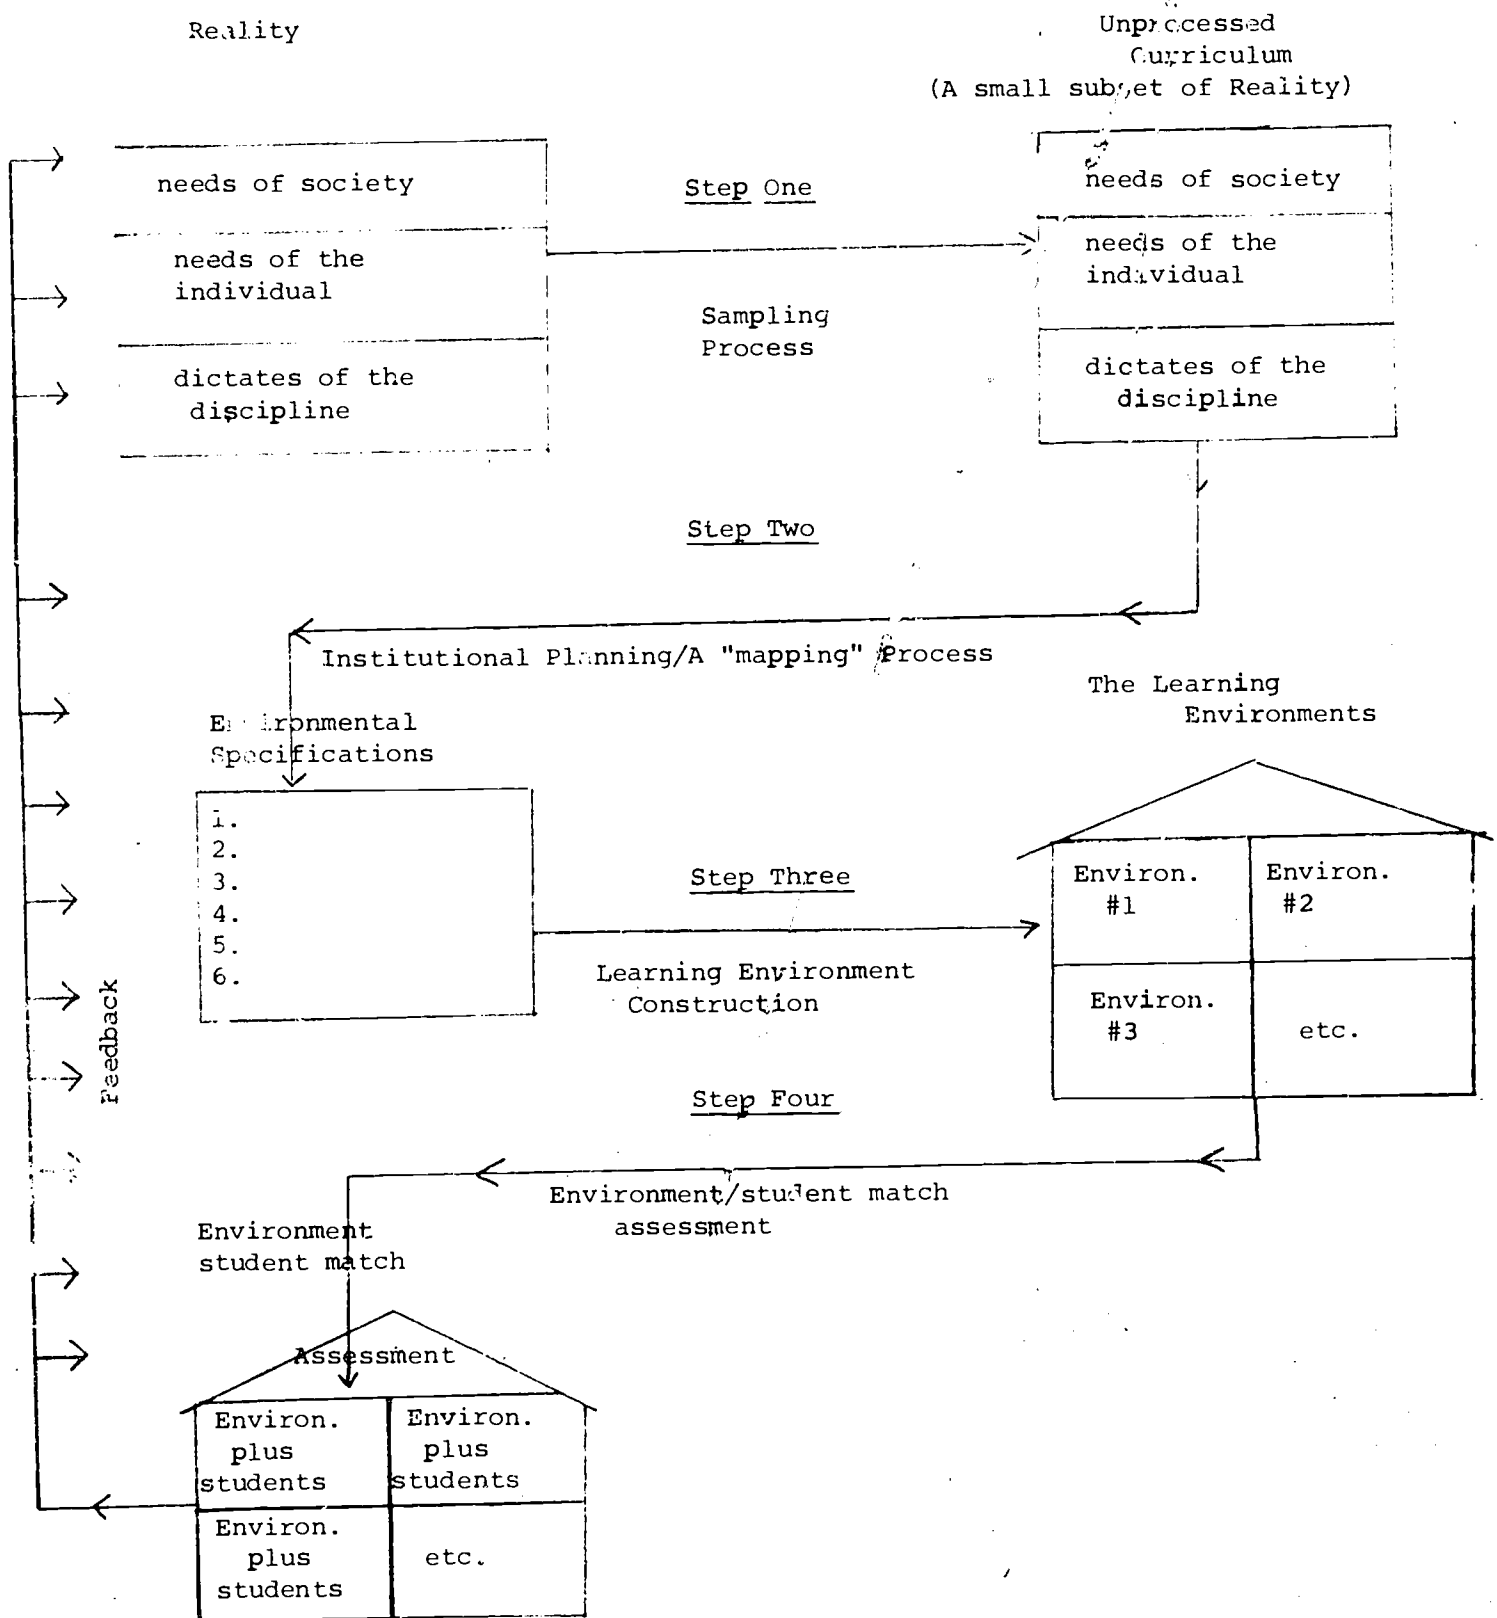 Reality
Unprocessed
Curriculum
(A small subset of Reality)
needs of society
needs of the
individual
dictates of the
discipline
Step One
Sampling
Process
needs of society
needs of the
individual
dictates of the
discipline
Step Two
Institutional Planning/A "mapping" Process
Environmental
Specifications
1.
2.
3.
4.
5.
6.
Step Three
Learning Environment
Construction
The Learning
Environments
Environ.
#1
Environ.
#2
Environ.
#3
etc.
Feedback
Step Four
Environment/student match
assessment
Environment
student match
Assessment
Environ.
plus
students
Environ.
plus
students
Environ.
plus
students
etc.